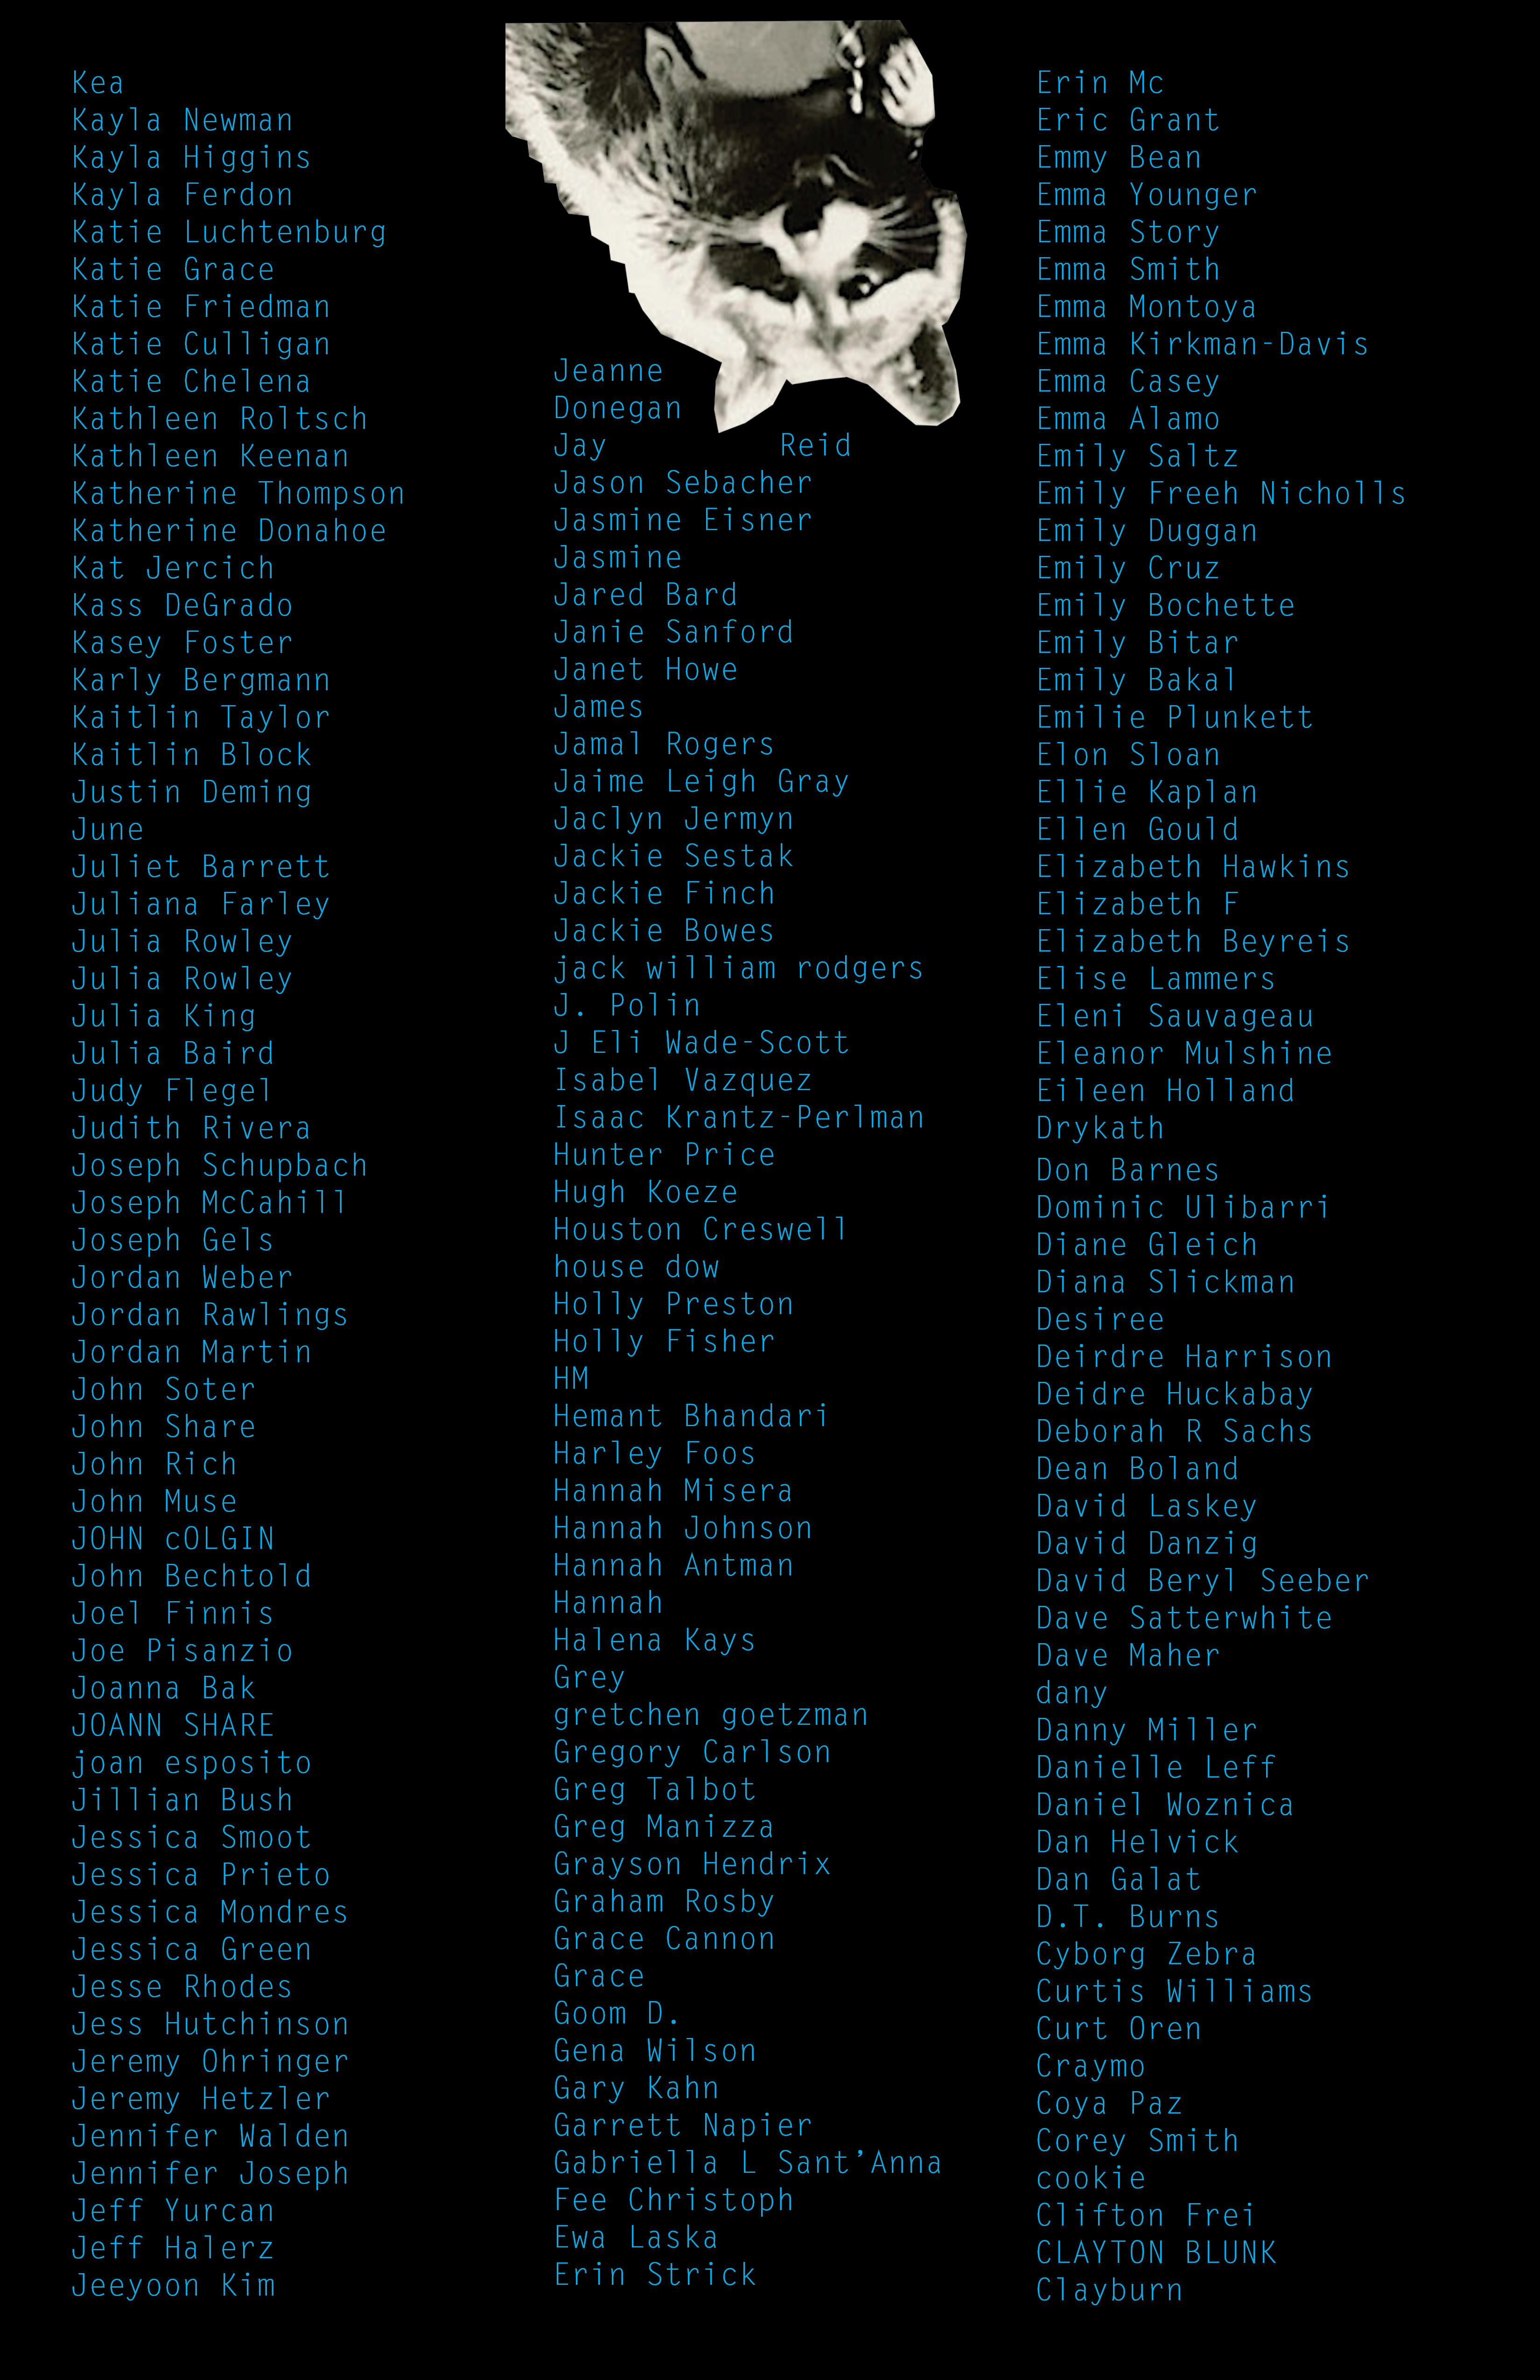 Kea
Kayla Newman
Kayla Higgins
Kayla Ferdon
Katie Luchtenburg
Katie Grace
Katie Friedman
Katie Culligan
Katie Chelena
Kathleen Roltsch
Kathleen Keenan
Katherine Thompson
Katherine Donahoe
Kat Jercich
Kass DeGrado
Kasey Foster
Karly Bergmann
Kaitlin Taylor
Kaitlin Block
Justin Deming
June
Juliet Barrett
Juliana Farley
Julia Rowley
Julia Rowley
Julia King
Julia Baird
Judy Flegel
Judith Rivera
Joseph Schupbach
Joseph McCahill
Joseph Gels
Jordan Weber
Jordan Rawlings
Jordan Martin
John Soter
John Share
John Rich
John Muse
JOHN cOLGIN
John Bechtold
Joel Finnis
Joe Pisanzio
Joanna Bak
JOANN SHARE
joan esposito
Jillian Bush
Jessica Smoot
Jessica Prieto
Jessica Mondres
Jessica Green
Jesse Rhodes
Jess Hutchinson
Jeremy Ohringer
Jeremy Hetzler
Jennifer Walden
Jennifer Joseph
Jeff Yurcan
Jeff Halerz
Jeeyoon Kim
Jeanne
Donegan
Jay Reid
Jason Sebacher
Jasmine Eisner
Jasmine
Jared Bard
Janie Sanford
Janet Howe
James
Jamal Rogers
Jaime Leigh Gray
Jaclyn Jermyn
Jackie Sestak
Jackie Finch
Jackie Bowes
jack william rodgers
J. Polin
J Eli Wade-Scott
Isabel Vazquez
Isaac Krantz-Perlman
Hunter Price
Hugh Koeze
Houston Creswell
house dow
Holly Preston
Holly Fisher
HM
Hemant Bhandari
Harley Foos
Hannah Misera
Hannah Johnson
Hannah Antman
Hannah
Halena Kays
Grey
gretchen goetzman
Gregory Carlson
Greg Talbot
Greg Manizza
Grayson Hendrix
Graham Rosby
Grace Cannon
Grace
Goom D.
Gena Wilson
Gary Kahn
Garrett Napier
Gabriella L Sant’Anna
Fee Christoph
Ewa Laska
Erin Strick
Erin Mc
Eric Grant
Emmy Bean
Emma Younger
Emma Story
Emma Smith
Emma Montoya
Emma Kirkman-Davis
Emma Casey
Emma Alamo
Emily Saltz
Emily Freeh Nicholls
Emily Duggan
Emily Cruz
Emily Bochette
Emily Bitar
Emily Bakal
Emilie Plunkett
Elon Sloan
Ellie Kaplan
Ellen Gould
Elizabeth Hawkins
Elizabeth F
Elizabeth Beyreis
Elise Lammers
Eleni Sauvageau
Eleanor Mulshine
Eileen Holland
Drykath
Don Barnes
Dominic Ulibarri
Diane Gleich
Diana Slickman
Desiree
Deirdre Harrison
Deidre Huckabay
Deborah R Sachs
Dean Boland
David Laskey
David Danzig
David Beryl Seeber
Dave Satterwhite
Dave Maher
dany
Danny Miller
Danielle Leff
Daniel Woznica
Dan Helvick
Dan Galat
D.T. Burns
Cyborg Zebra
Curtis Williams
Curt Oren
Craymo
Coya Paz
Corey Smith
cookie
Clifton Frei
CLAYTON BLUNK
Clayburn